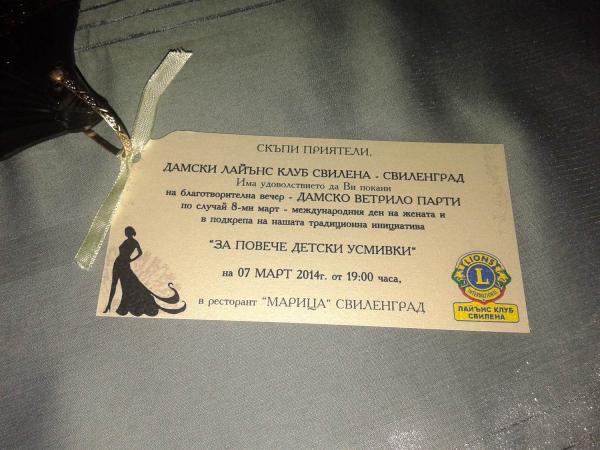 СКЪПИ ПРИЯТЕЛИ,
ДАМСКИ ЛАЙЪНС КЛУБ СВИЛЕНА - СВИЛЕНГРАД
Има удоволствието да Ви покани
на благотворителна вечер - ДАМСКО ВЕТРИЛО ПАРТИ
по случай 8-ми март - международния ден на жената и
в подкрепа на нашата традиционна инициатива
"ЗА ПОВЕЧЕ ДЕТСКИ УСМИВКИ"
на 07 МАРТ 2014г. от 19:00 часа,
в ресторант "МАРИЦА" СВИЛЕНГРАД
LIONS
L
INTERNATIONAL
ЛАЙЪНС КЛУБ
СВИЛЕНА